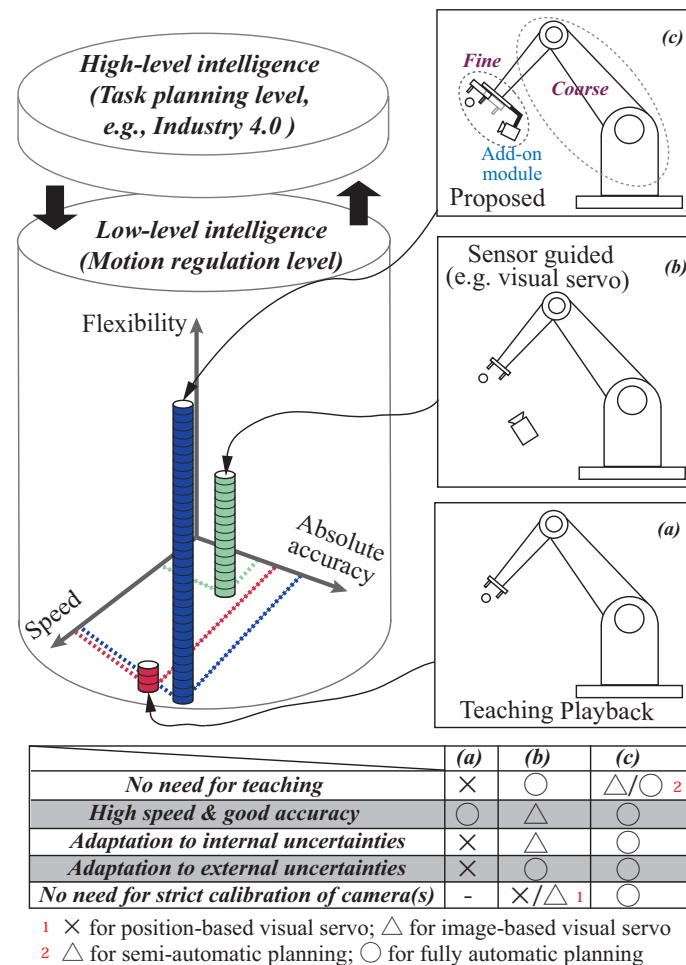 High-level intelligence
(Task planning level,
e.g., Industry 4.0 )
Low-level intelligence
(Motion regulation level)
Flexibility
Absolute
accuracy
Speed
(c)
Fine
Coarse
Add-on
module
Proposed
Sensor guided
(e.g. visual servo)
(b)
(a)
Teaching Playback
(a) (b) (c)
No need for teaching × ○ △/○ 2
High speed & good accuracy ○ △ ○
Adaptation to internal uncertainties × △ ○
Adaptation to external uncertainties × ○ ○
No need for strict calibration of camera(s) - ×/△ 1 ○
1 × for position-based visual servo; △ for image-based visual servo
2 △ for semi-automatic planning; ○ for fully automatic planning